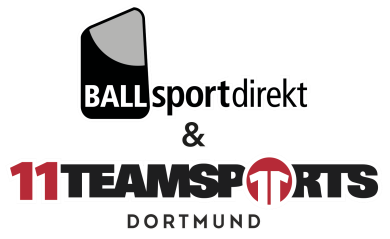 BALLsportdirekt
&
11TEAMSPORTS
DORTMUND